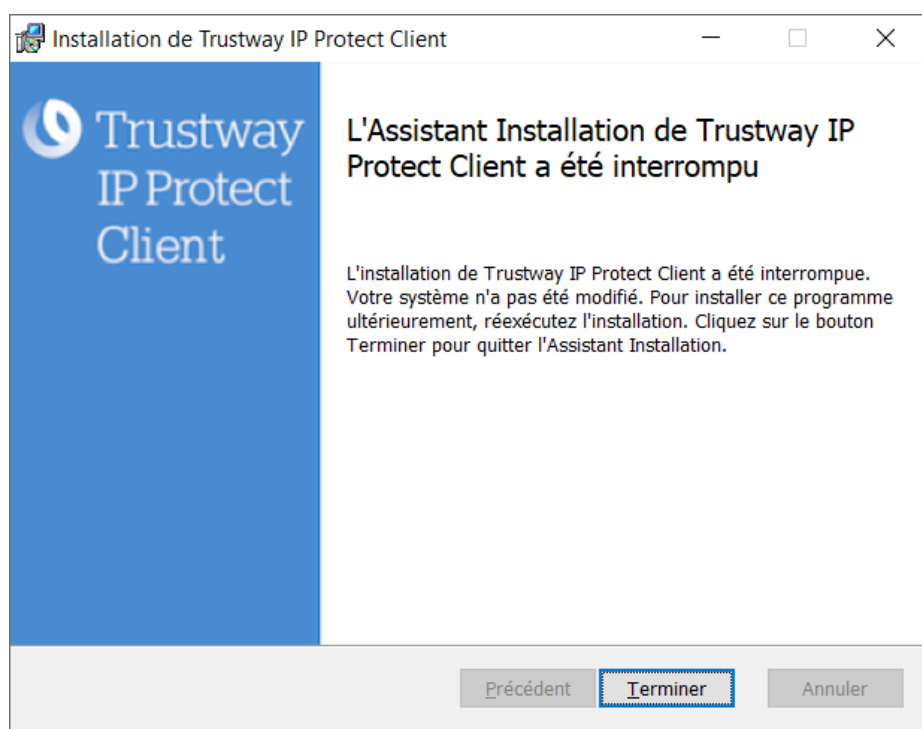 Installation de Trustway IP Protect Client
Trustway
IP Protect
Client
L'Assistant Installation de Trustway IP
Protect Client a été interrompu
L'installation de Trustway IP Protect Client a été interrompue.
Votre système n'a pas été modifié. Pour installer ce programme
ultérieurement, réexécutez l'installation. Cliquez sur le bouton
Terminer pour quitter l'Assistant Installation.
Précédent
Terminer
Annuler